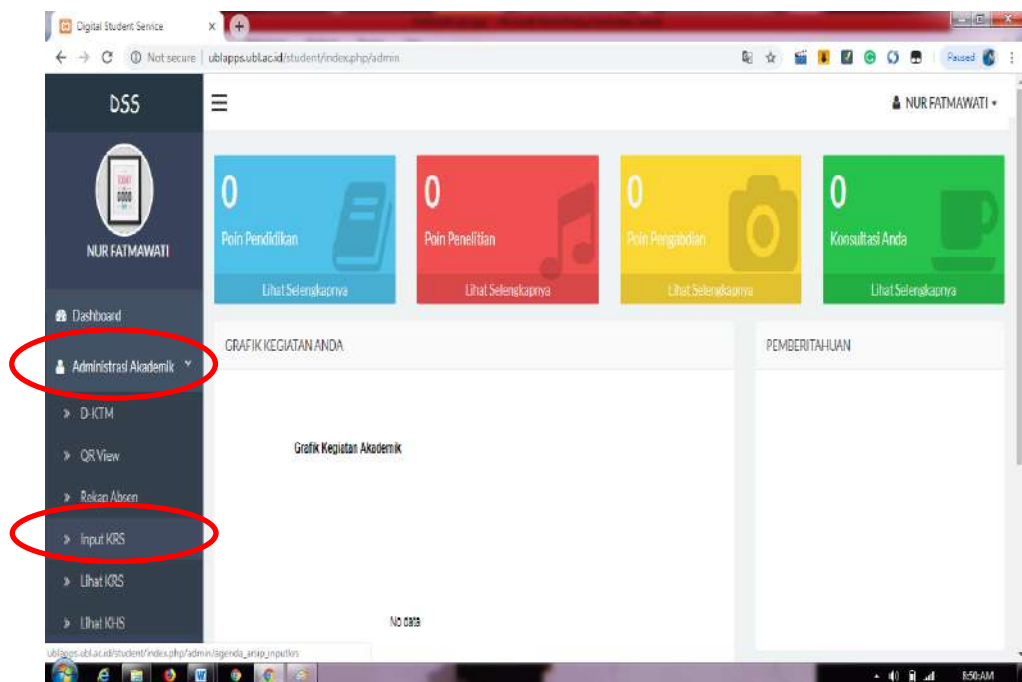 Digital Student Service
Not secure
ublapps.ubl.ac.id/student/index.php/admin
Paused
DSS
NUR FATMAWATI
NUR FATMAWATI
0
Poin Pendidikan
Lihat Selengkapnya
0
Poin Penelitian
Lihat Selengkapnya
0
Poin Pengabdian
Lihat Selengkapnya
0
Konsultasi Anda
Lihat Selengkapnya
Dashboard
Administrasi Akademik
D-KTM
QR View
Rekap Absen
Input KRS
Lihat KRS
Lihat KHS
GRAFIK KEGIATAN ANDA
PEMBERITAHUAN
Grafik Kegiatan Akademik
No data
ublapps.ubl.ac.id/student/index.php/admin/agenda_arsip_inputkrs
8:50 AM